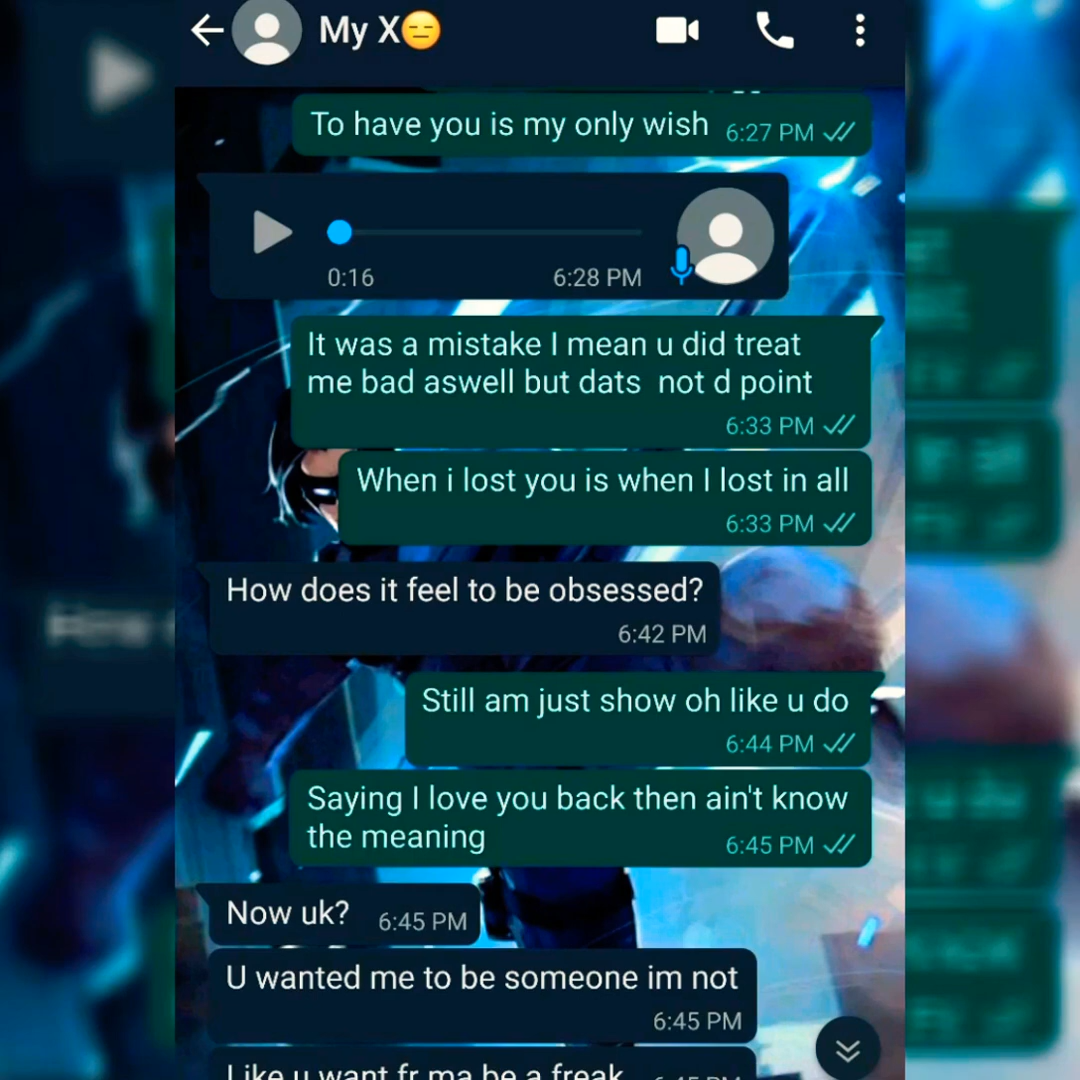 My X😑
To have you is my only wish 6:27 PM
0:16 6:28 PM
It was a mistake I mean u did treat
me bad aswell but dats not d point
6:33 PM
When i lost you is when I lost in all
6:33 PM
How does it feel to be obsessed?
6:42 PM
Still am just show oh like u do
6:44 PM
Saying I love you back then ain't know
the meaning 6:45 PM
Now uk? 6:45 PM
U wanted me to be someone im not
6:45 PM
Like u want fr ma be a freak 6:45 PM